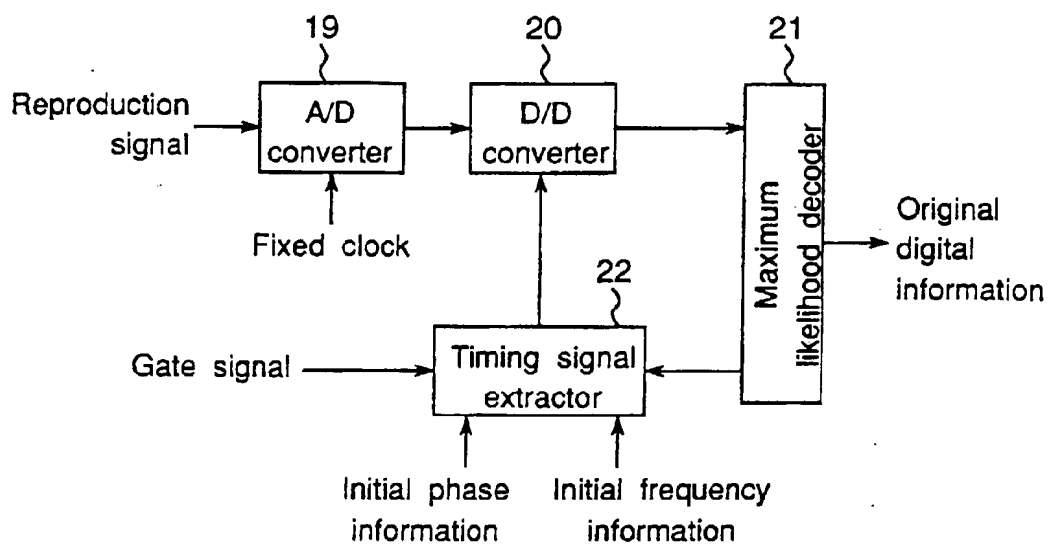 19
20
21
Reproduction
signal
A/D
converter
D/D
converter
Maximum
likelihood decoder
Original
digital
information
Fixed clock
22
Gate signal
Timing signal
extractor
Initial phase
information
Initial frequency
information